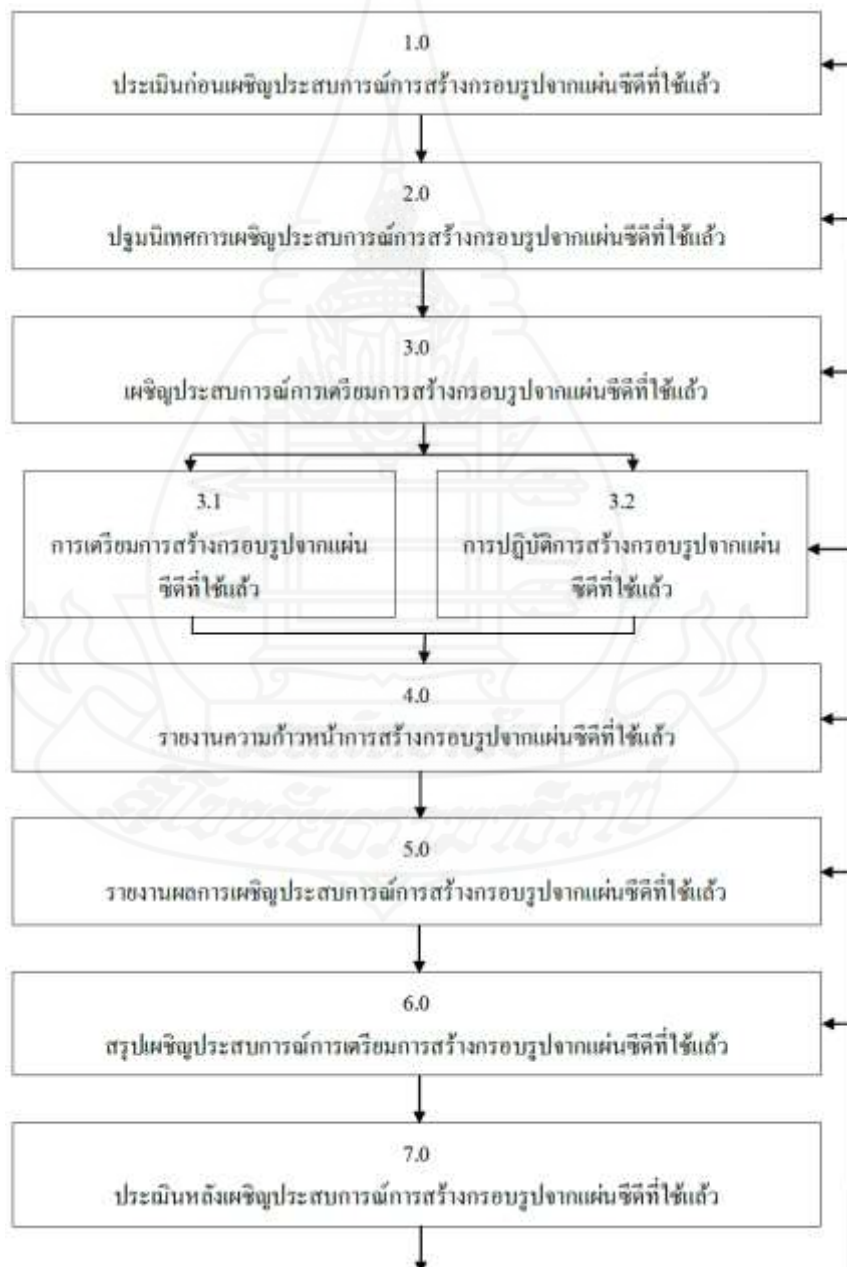 1.0
ประเมินก่อนเผชิญประสบการณ์การสร้างกรอบรูปจากแผ่นซีดีที่ใช้แล้ว
2.0
ปฐมนิเทศการเผชิญประสบการณ์การสร้างกรอบรูปจากแผ่นซีดีที่ใช้แล้ว
3.0
เผชิญประสบการณ์การเตรียมการสร้างกรอบรูปจากแผ่นซีดีที่ใช้แล้ว
3.1
การเตรียมการสร้างกรอบรูปจากแผ่น
ซีดีที่ใช้แล้ว
3.2
การปฏิบัติการสร้างกรอบรูปจากแผ่น
ซีดีที่ใช้แล้ว
4.0
รายงานความก้าวหน้าการสร้างกรอบรูปจากแผ่นซีดีที่ใช้แล้ว
5.0
รายงานผลการเผชิญประสบการณ์การสร้างกรอบรูปจากแผ่นซีดีที่ใช้แล้ว
6.0
สรุปเผชิญประสบการณ์การเตรียมการสร้างกรอบรูปจากแผ่นซีดีที่ใช้แล้ว
7.0
ประเมินหลังเผชิญประสบการณ์การสร้างกรอบรูปจากแผ่นซีดีที่ใช้แล้ว